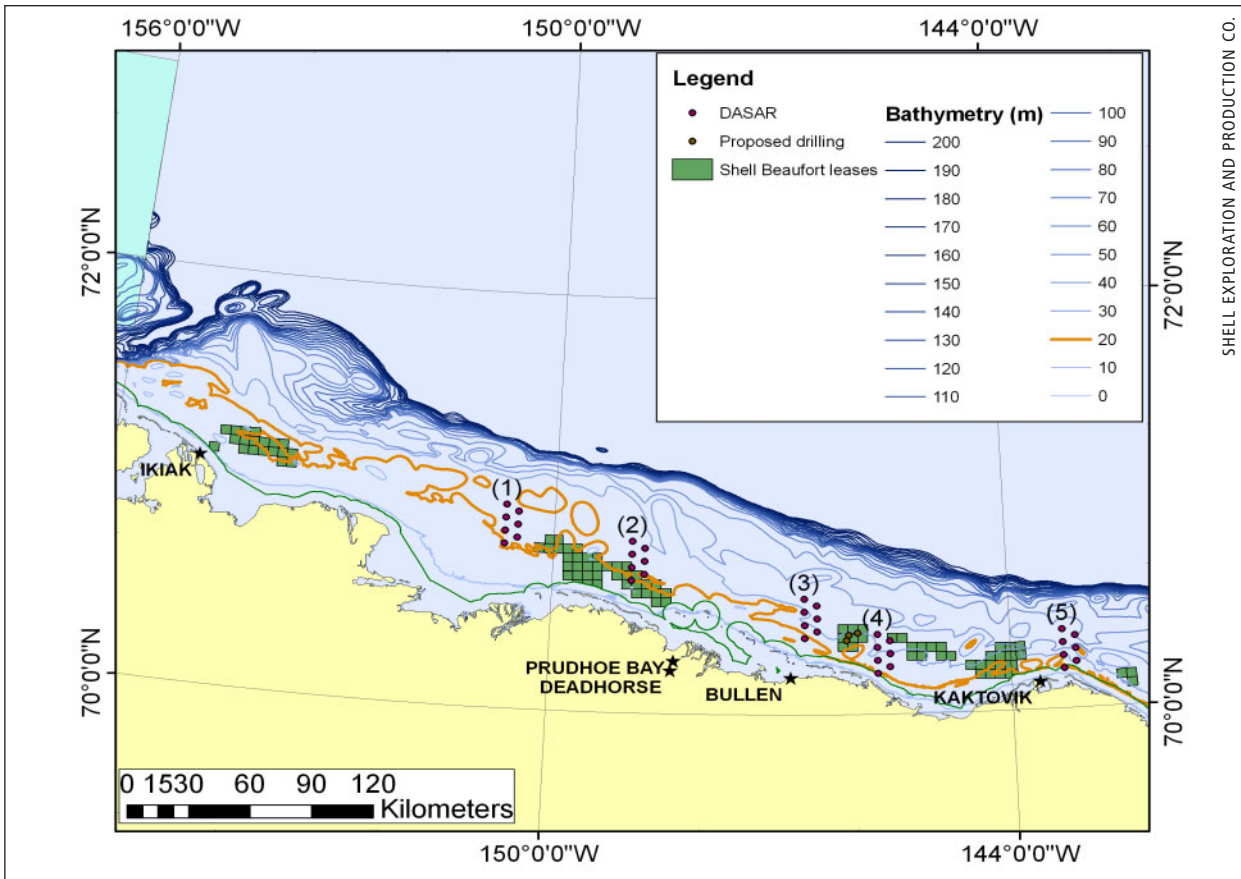 156°0'0"W
150°0'0"W
144°0'0"W
SHELL EXPLORATION AND PRODUCTION CO.
72°0'0"N
72°0'0"N
Legend
DASAR
Proposed drilling
Shell Beaufort leases
Bathymetry (m)
200
190
180
170
160
150
140
130
120
110
100
90
80
70
60
50
40
30
20
10
0
IKIAK
(1)
(2)
(3)
(4)
(5)
PRUDHOE BAY
DEADHORSE
BULLEN
KAKTOVIK
70°0'0"N
70°0'0"N
0 1530 60 90 120
Kilometers
150°0'0"W
144°0'0"W